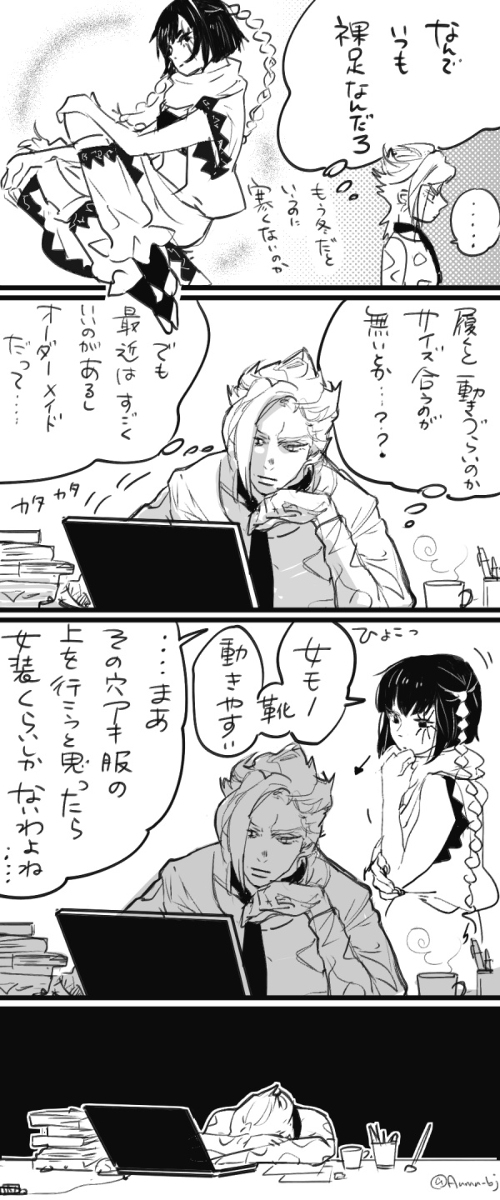 なんで
いつも
裸足なんだろ
‥‥
もう冬だと
いうのに
寒くないのか
履くと動きづらいのか
サイズ合うのが
無いとか…??
でも
最近はすごく
いいのがあるし
オーダーメイド
だって……
カタカタ
ひょこっ
女モノ
靴
動きやす‥
‥‥まあ
その穴アキ服の
上を行こうと思ったら
女装くらいしか
ないわよね
‥‥